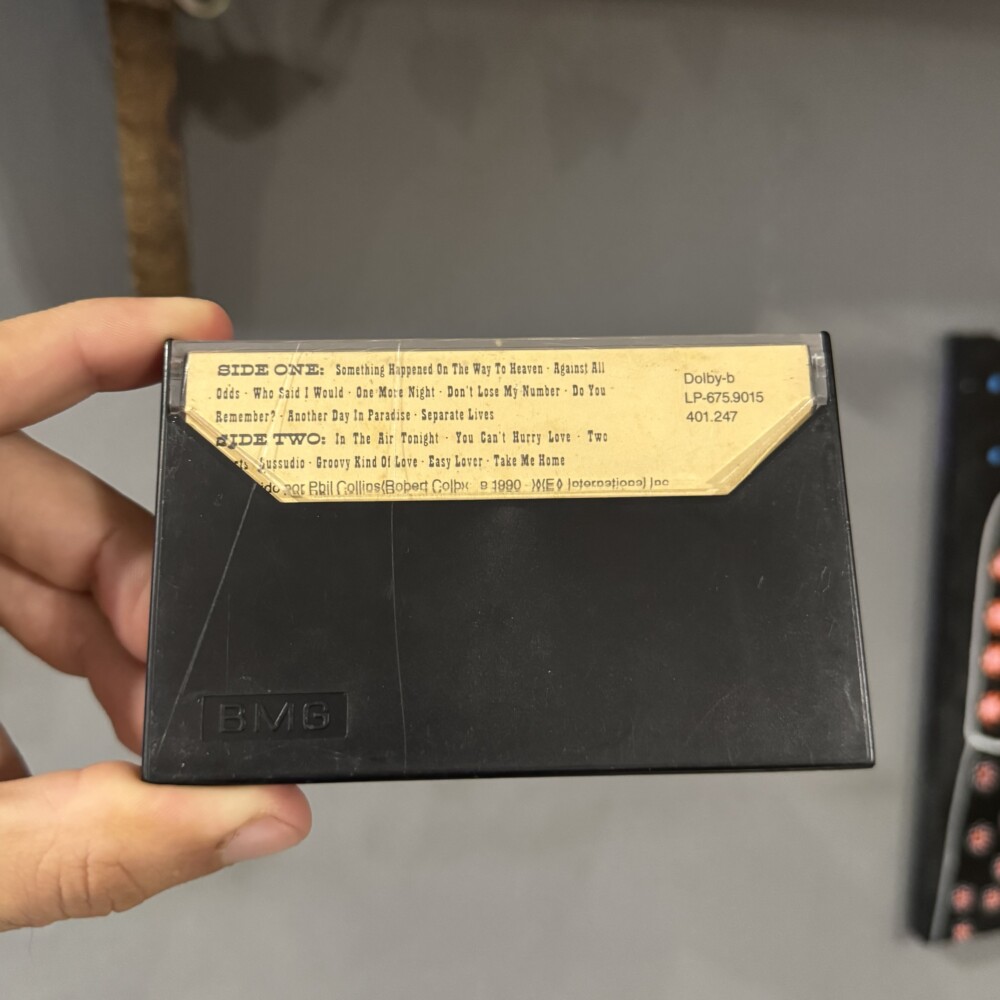 SIDE ONE: Something Happened On The Way To Heaven · Against All
Odds · Who Said I Would · One More Night · Don't Lose My Number · Do You
Remember? · Another Day In Paradise · Separate Lives
SIDE TWO: In The Air Tonight · You Can't Hurry Love · Two
Sussudio · Groovy Kind Of Love · Easy Lover · Take Me Home
por Phil Collins/Robert 1990 International Inc
Dolby-b
LP-675.9015
401.247
BMG